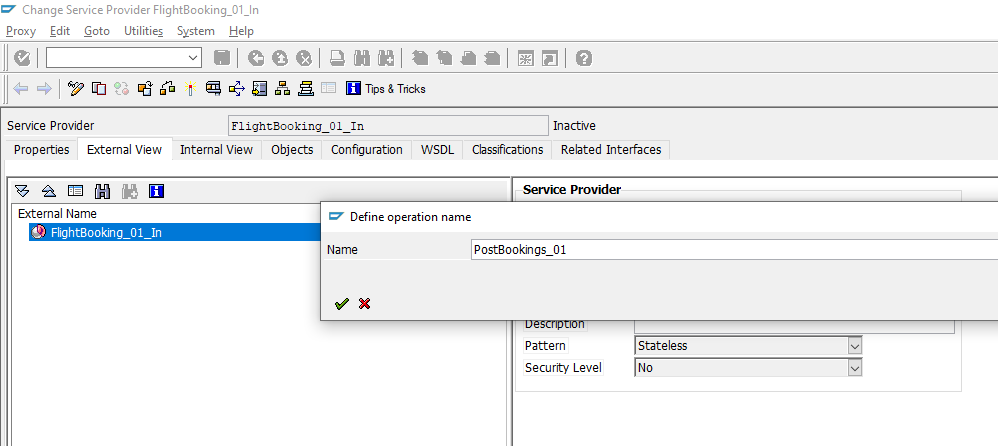 Change Service Provider FlightBooking_01_In
Proxy Edit Goto Utilities System Help
Tips & Tricks
Service Provider FlightBooking_01_In Inactive
Properties External View Internal View Objects Configuration WSDL Classifications Related Interfaces
Service Provider
External Name
FlightBooking_01_In
Define operation name
Name PostBookings_01
Description
Pattern Stateless
Security Level No